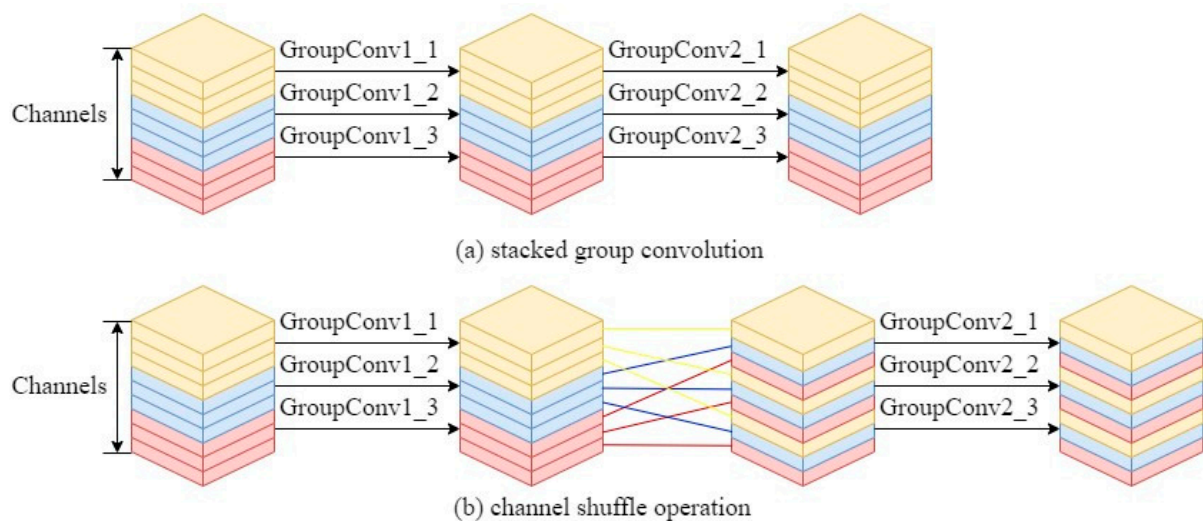 GroupConv1_1
GroupConv2_1
GroupConv1_2
GroupConv2_2
Channels
GroupConv1_3
GroupConv2_3
(a) stacked group convolution
GroupConv1_1
GroupConv2_1
GroupConv1_2
GroupConv2_2
Channels
GroupConv1_3
GroupConv2_3
(b) channel shuffle operation